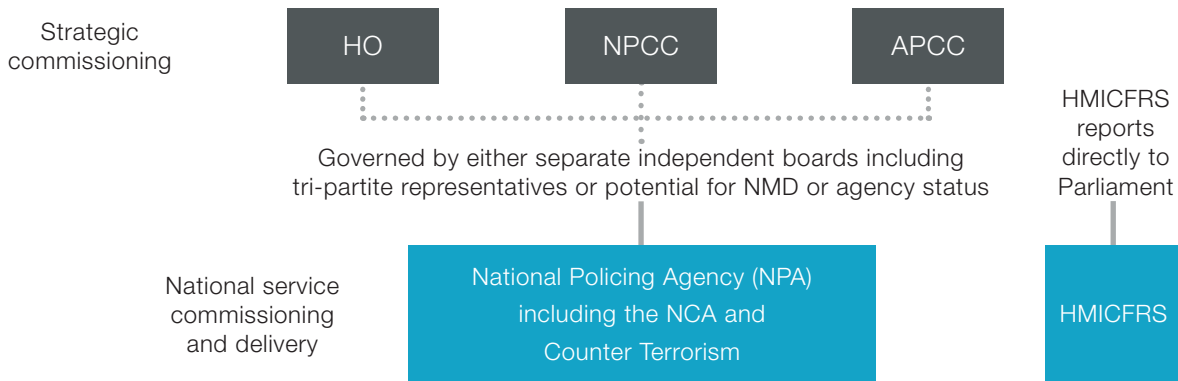 Strategic
commissioning
HO
NPCC
APCC
HMICFRS
reports
directly to
Parliament
Governed by either separate independent boards including
tri-partite representatives or potential for NMD or agency status
National service
commissioning
and delivery
National Policing Agency (NPA)
including the NCA and
Counter Terrorism
HMICFRS